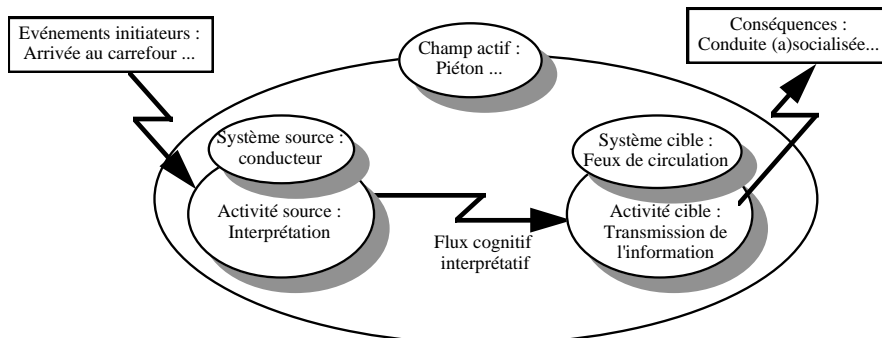 Evénements initiateurs :
Arrivée au carrefour ...
Champ actif :
Piéton ...
Conséquences :
Conduite (a)socialisée...
Système source :
conducteur
Activité source :
Interprétation
Flux cognitif
interprétatif
Système cible :
Feux de circulation
Activité cible :
Transmission de
l'information